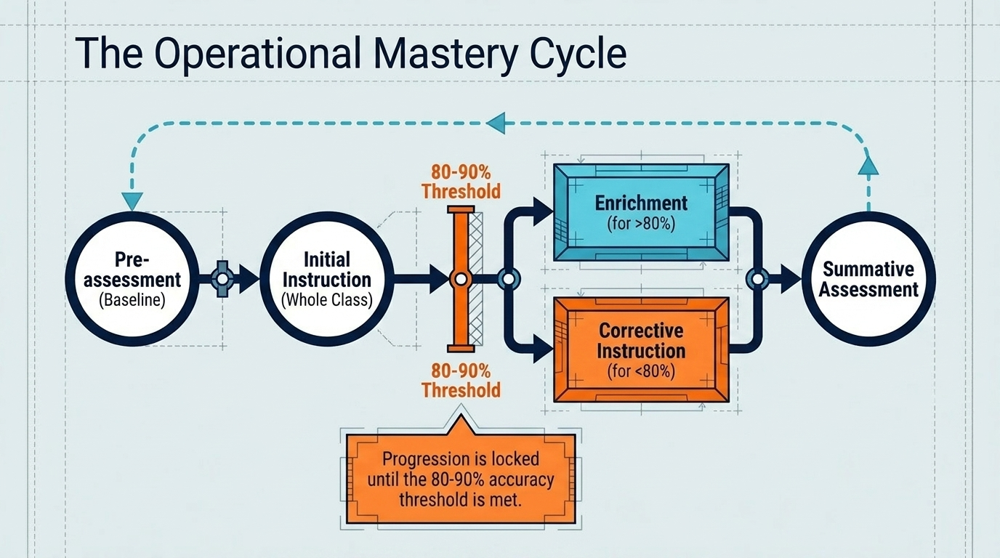 The Operational Mastery Cycle
Pre-
assessment
(Baseline)
Initial
Instruction
(Whole Class)
80-90%
Threshold
80-90%
Threshold
Progression is locked
until the 80-90% accuracy
threshold is met.
Enrichment
(for >80%)
Corrective
Instruction
(for <80%)
Summative
Assessment